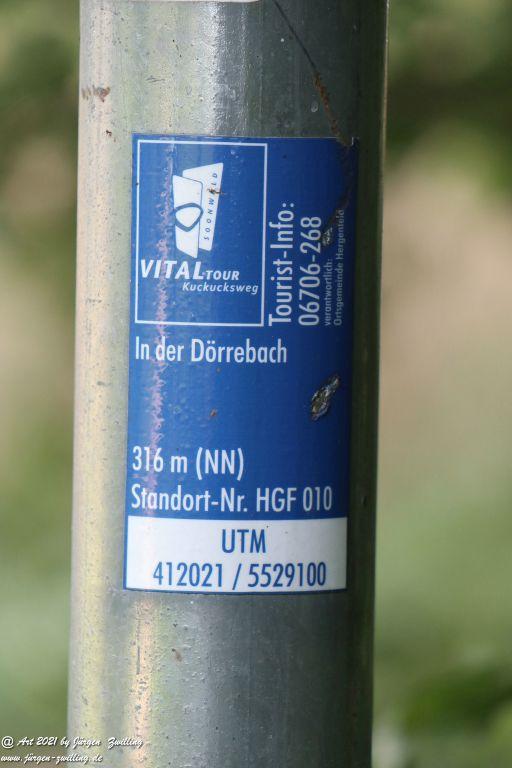 SOONWALD
VITALTOUR
Kuckucksweg
Tourist-Info:
06706-268
verantwortlich:
Ortsgemeinde Hergenfeld
In der Dörrebach
316 m (NN)
Standort-Nr. HGF 010
UTM
412021 / 5529100
@ Art 2021 by Jürgen Zwilling
www.jürgen-zwilling.de